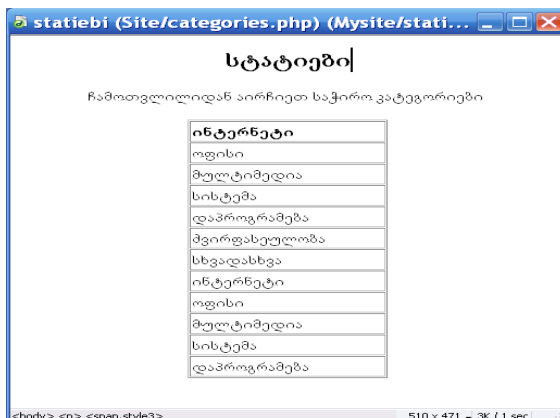 statiebi (Site/categories.php) (Mysite/stati...
სტატიები
ჩამოთვლილიდან აირჩიეთ საჭირო კატეგორიები
ინტერნეტი
ოფისი
მულტიმედია
სისტემა
დაპროგრამება
ძვირფასეულობა
სხვადასხვა
ინტერნეტი
ოფისი
მულტიმედია
სისტემა
დაპროგრამება
<body> <p> <span.style3> 510 x 471 - 3K / 1 sec